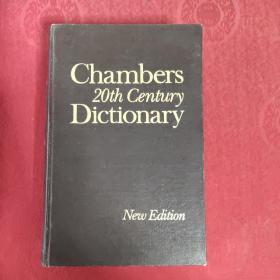 Chambers
20th Century
Dictionary
New Edition